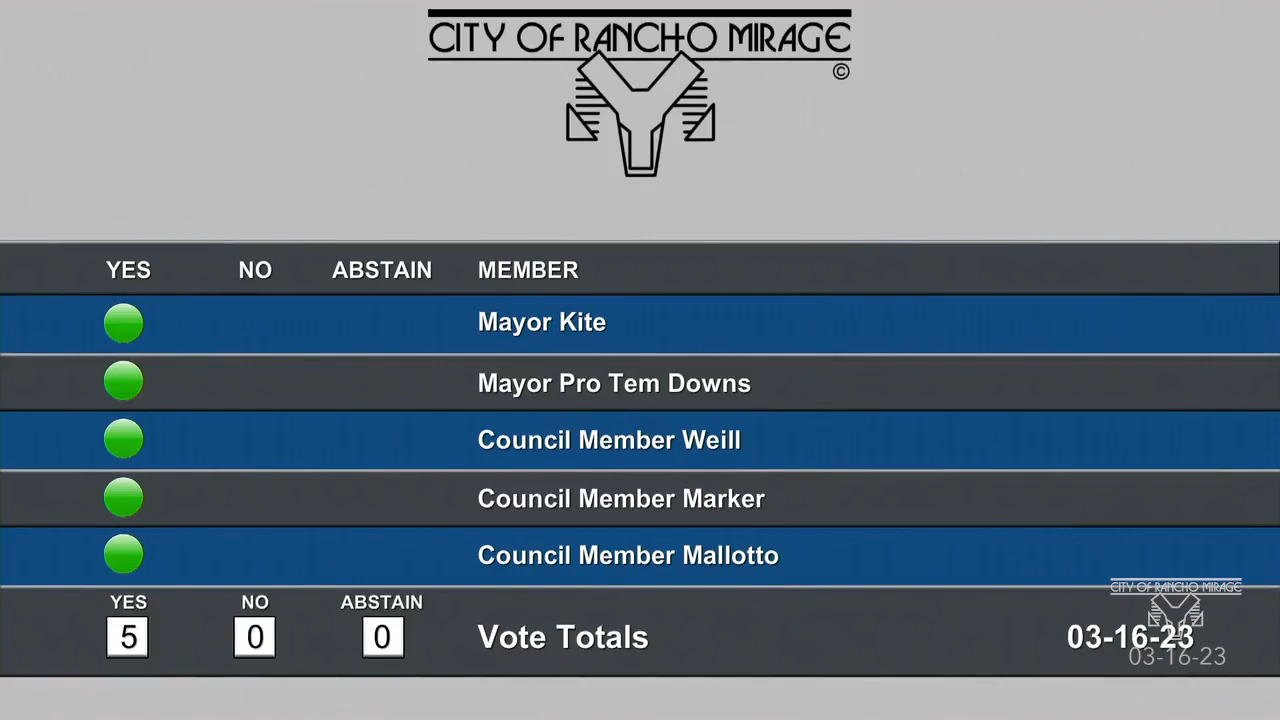 CITY OF RANCHO MIRAGE
©
YES NO ABSTAIN MEMBER
Mayor Kite
Mayor Pro Tem Downs
Council Member Weill
Council Member Marker
Council Member Mallotto
YES NO ABSTAIN
5 0 0 Vote Totals 03-16-23
CITY OF RANCHO MIRAGE
03-16-23